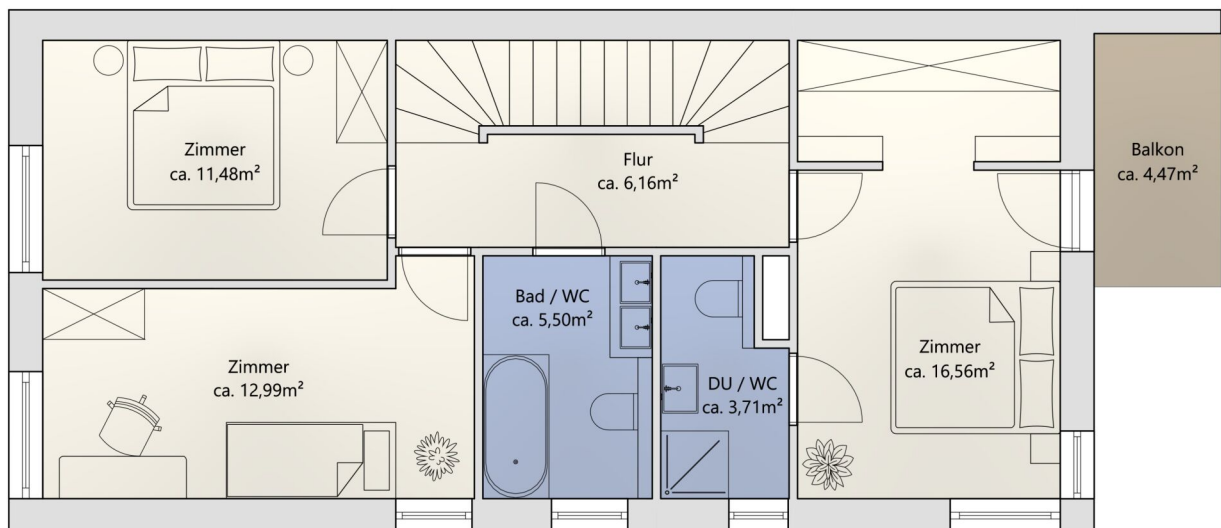 Zimmer
ca. 11,48m²
Flur
ca. 6,16m²
Balkon
ca. 4,47m²
Bad / WC
ca. 5,50m²
Zimmer
ca. 12,99m²
DU / WC
ca. 3,71m²
Zimmer
ca. 16,56m²